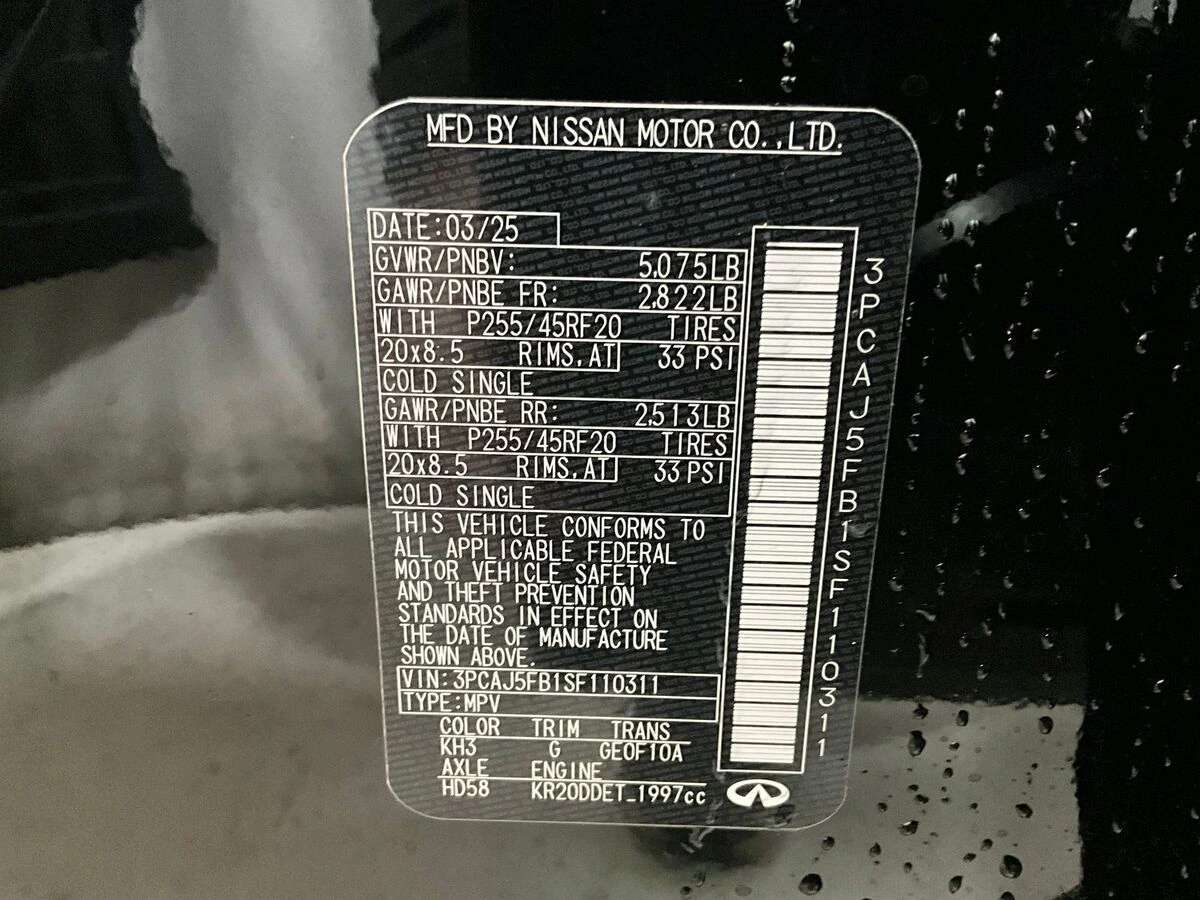 MFD BY NISSAN MOTOR CO.,LTD.
DATE:03/25
GVWR/PNBV: 5,075LB
GAWR/PNBE FR: 2,822LB
WITH P255/45RF20 TIRES
20x8.5 RIMS,AT 33 PSI
COLD SINGLE
GAWR/PNBE RR: 2,513LB
WITH P255/45RF20 TIRES
20x8.5 RIMS,AT 33 PSI
COLD SINGLE
THIS VEHICLE CONFORMS TO
ALL APPLICABLE FEDERAL
MOTOR VEHICLE SAFETY
AND THEFT PREVENTION
STANDARDS IN EFFECT ON
THE DATE OF MANUFACTURE
SHOWN ABOVE.
VIN:3PCAJ5FB1SF110311
TYPE:MPV
COLOR TRIM TRANS
KH3 G GE0F10A
AXLE ENGINE
HD58 KR20DDET_1997cc
3PCAJ5FB1SF110311